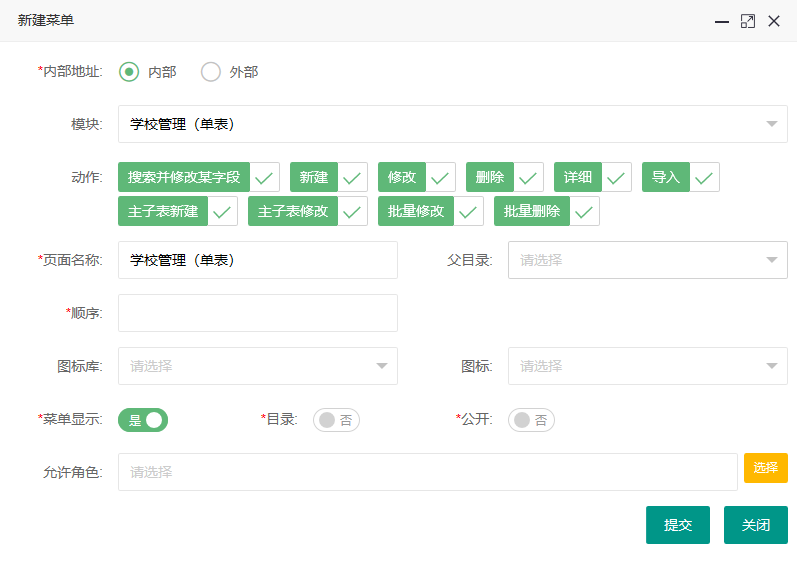 新建菜单
*内部地址: 内部 外部
模块: 学校管理（单表）
动作: 搜索并修改某字段 新建 修改 删除 详细 导入
主子表新建 主子表修改 批量修改 批量删除
*页面名称: 学校管理（单表） 父目录: 请选择
*顺序:
图标库: 请选择 图标: 请选择
*菜单显示: 是 *目录: 否 *公开: 否
允许角色: 请选择 选择
提交 关闭